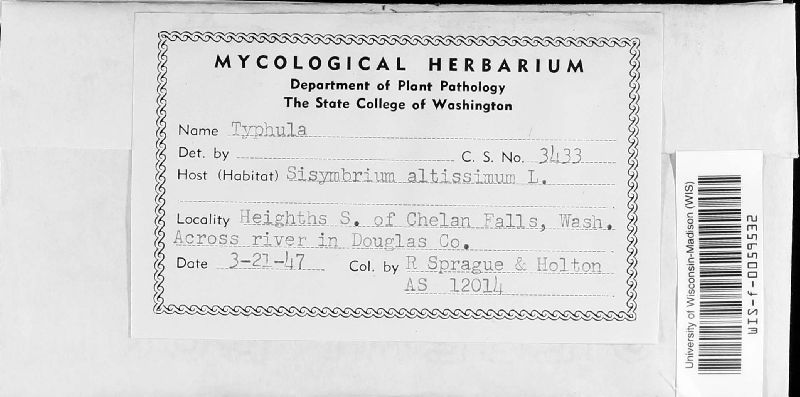 MYCOLOGICAL HERBARIUM
Department of Plant Pathology
The State College of Washington
Name Typhula
Det. by C. S. No. 3433
Host (Habitat) Sisymbrium altissimum L.
Locality Heighths S. of Chelan Falls, Wash.
Across river in Douglas Co.
Date 3-21-47 Col. by R Sprague & Holton
AS 12014
University of Wisconsin-Madison (WIS)
WIS-f-0059532